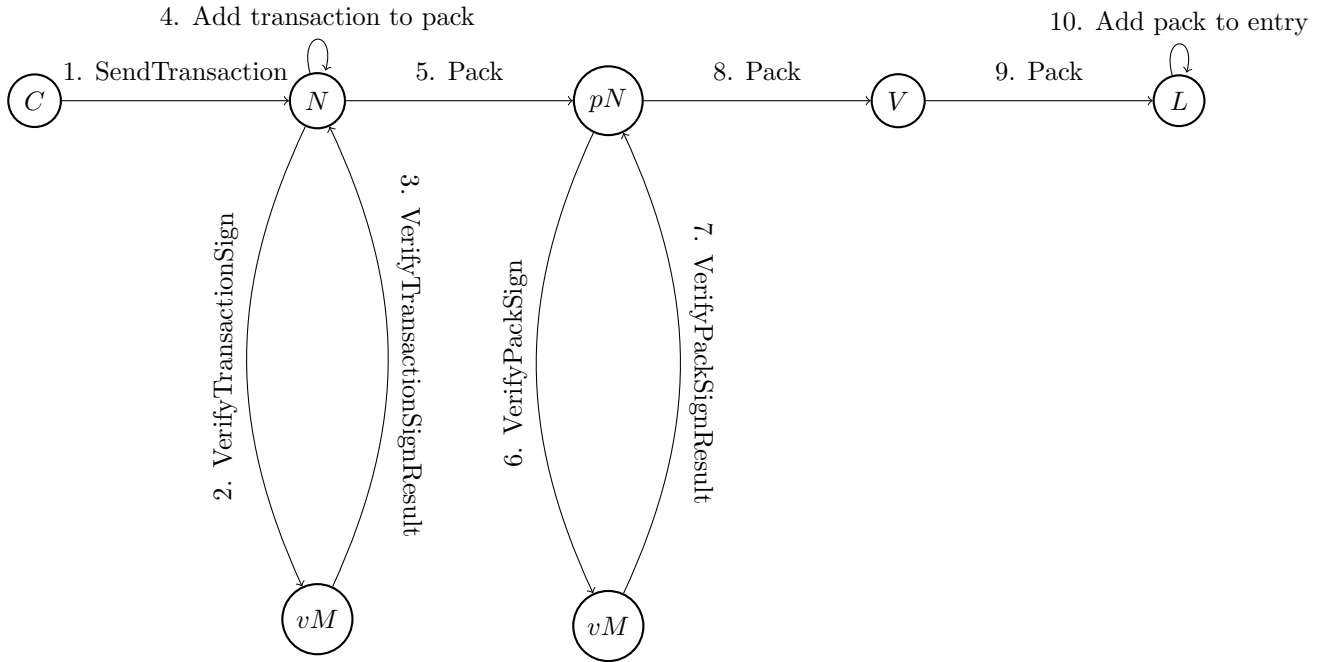 4. Add transaction to pack
10. Add pack to entry
1. SendTransaction
5. Pack
8. Pack
9. Pack
C
N
pN
V
L
2. VerifyTransactionSign
3. VerifyTransactionSignResult
6. VerifyPackSign
7. VerifyPackSignResult
vM
vM